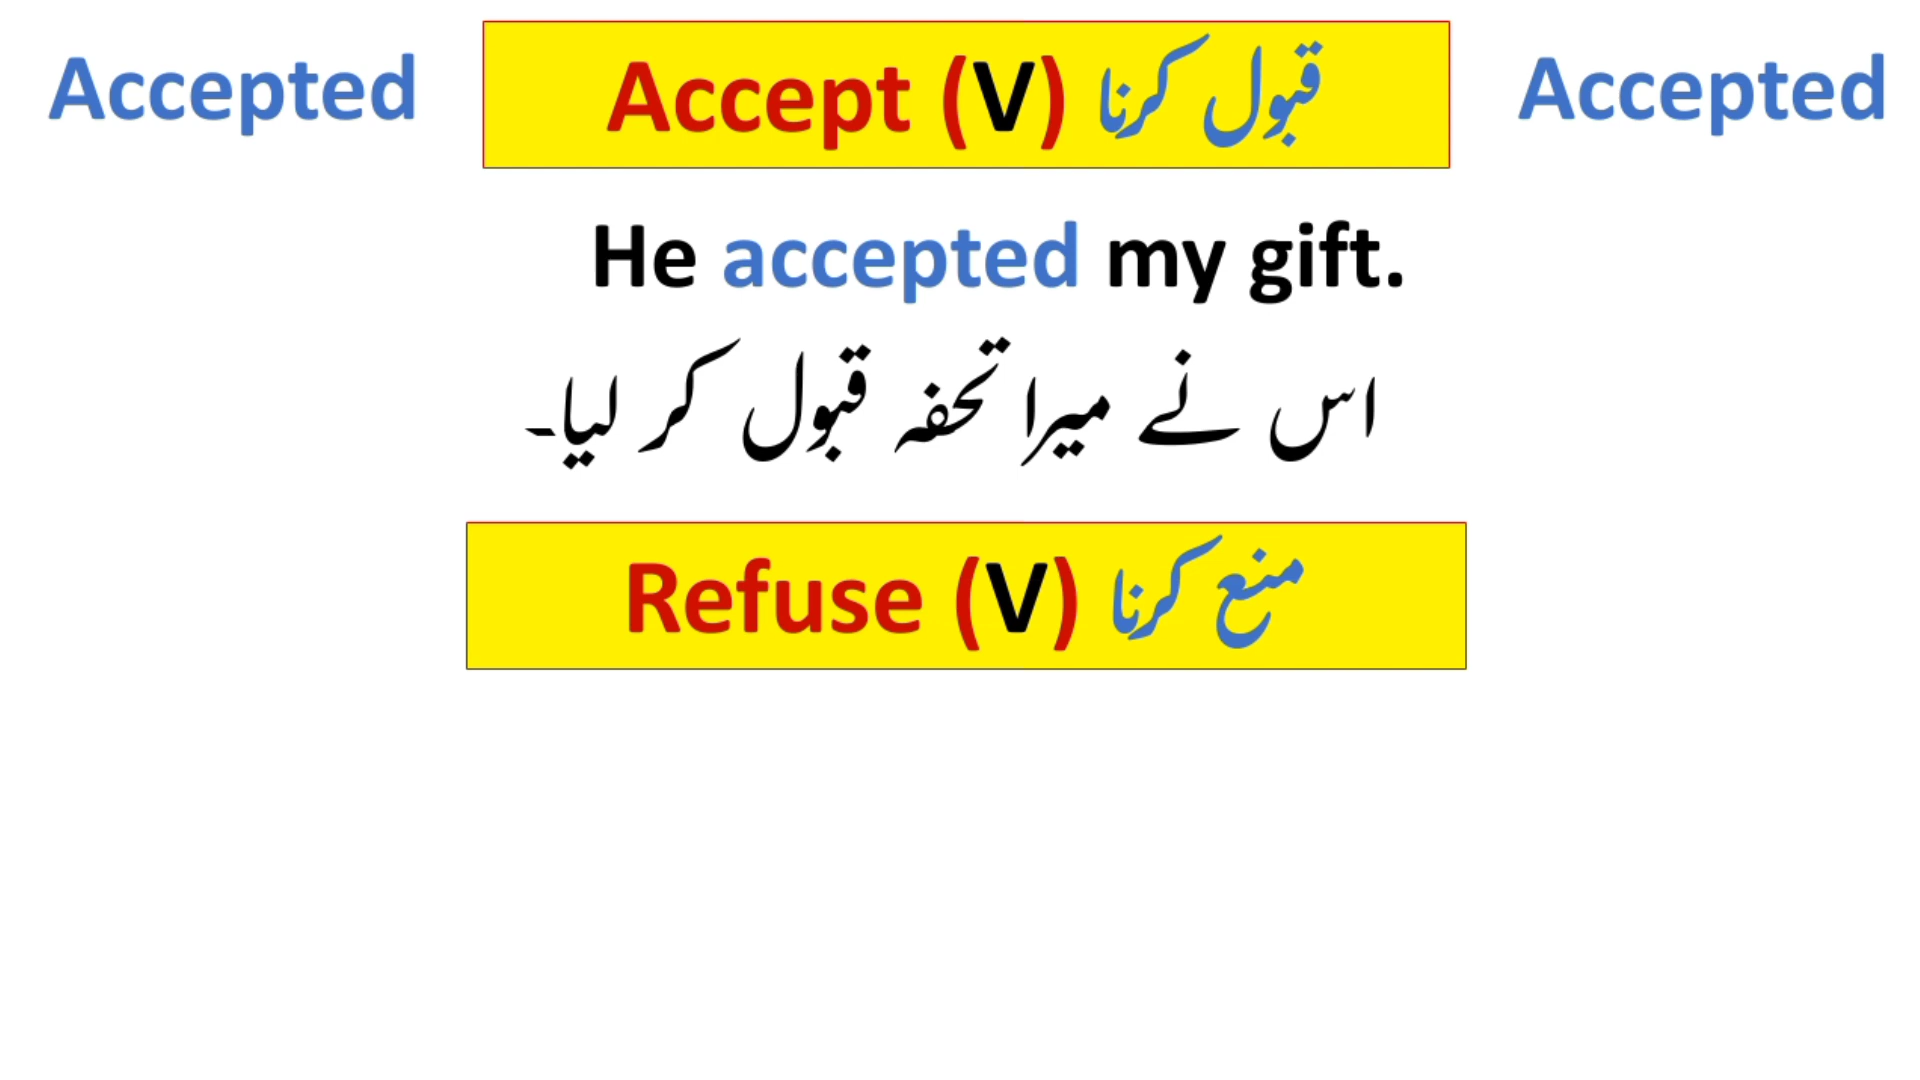 Accepted Accept (V) قبول کرنا Accepted
He accepted my gift.
اس نے میرا تحفہ قبول کر لیا۔
Refuse (V) منع کرنا